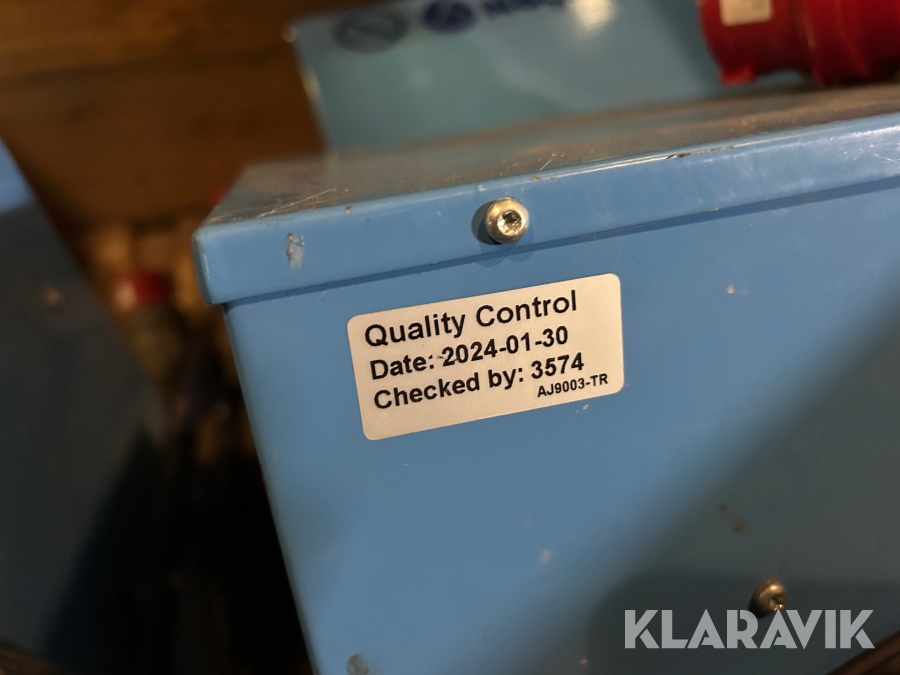 Quality Control
Date: 2024-01-30
Checked by: 3574
AJ9003-TR
KLARAVIK